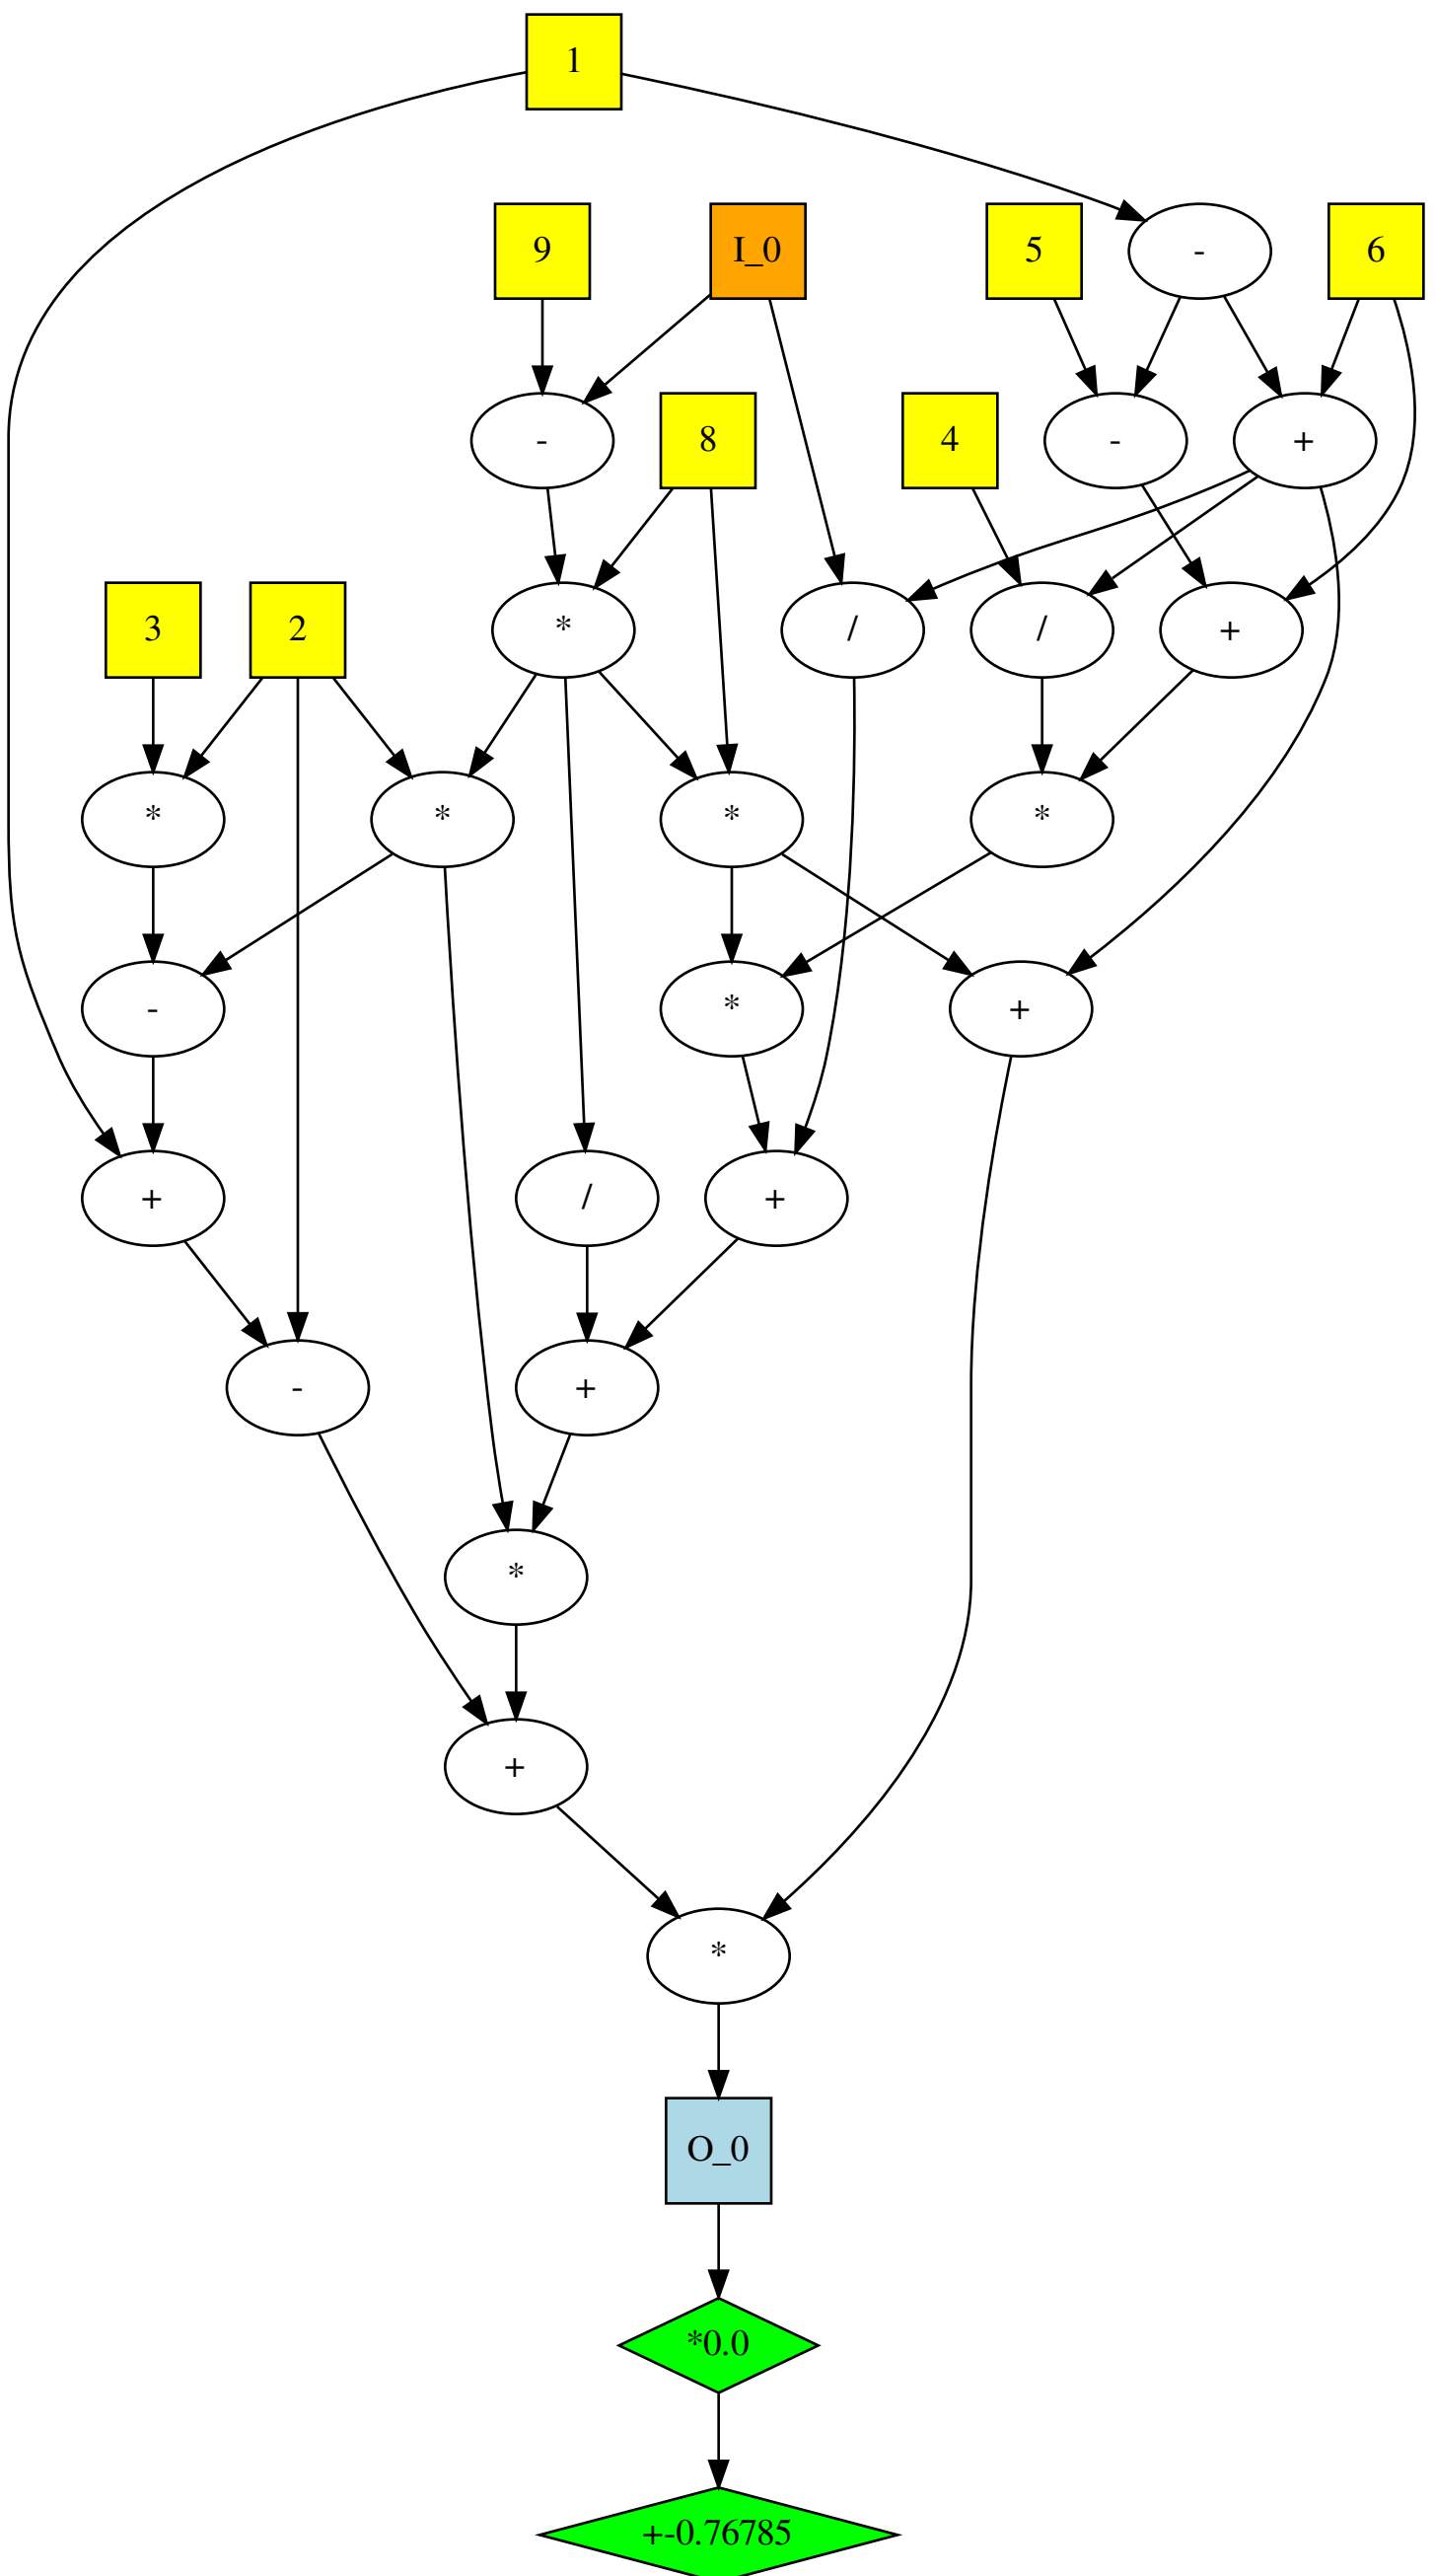 1
9 I_0 5 - 6
- 8 4 - +
3 2 * / / +
* * * *
- * +
+ / +
- +
*
+
*
O_0
*0.0
+-0.76785